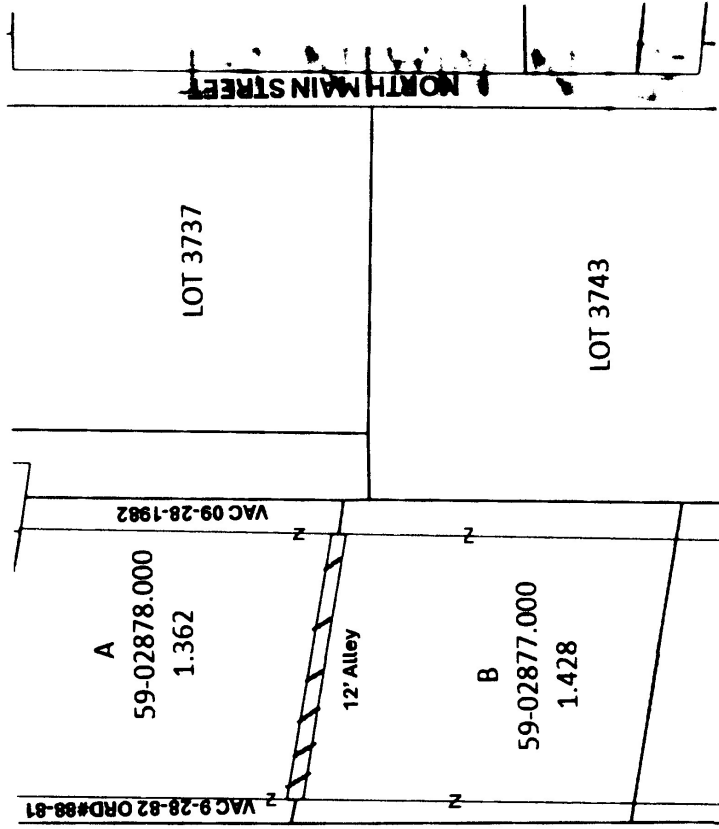 NORTH MAIN STREET
LOT 3737
LOT 3743
VAC 09-28-1982
A
59-02878.000
1.362
12' Alley
B
59-02877.000
1.428
VAC 9-28-82 ORD#88-81
Z
Z
Z
Z